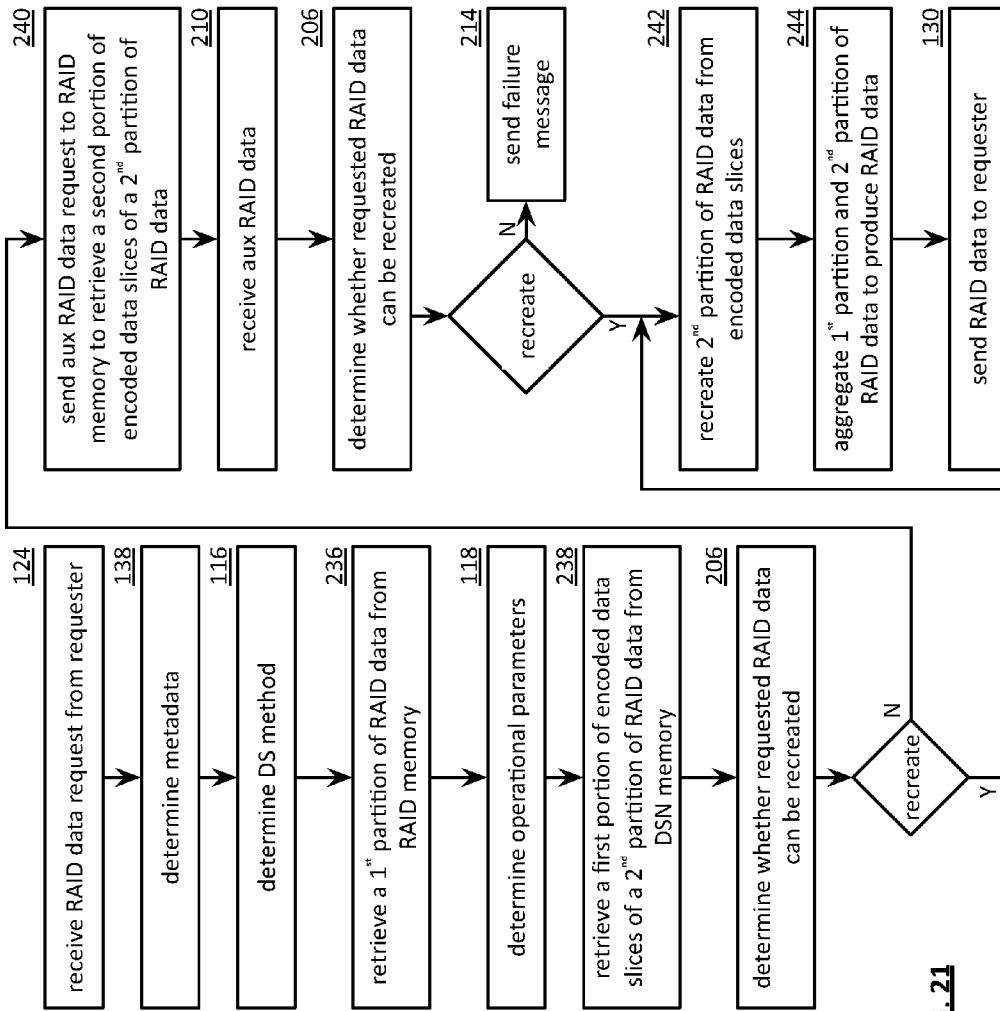 124
receive RAID data request from requester
138
determine metadata
116
determine DS method
236
retrieve a 1st partition of RAID data from
RAID memory
118
determine operational parameters
238
retrieve a first portion of encoded data
slices of a 2nd partition of RAID data from
DSN memory
206
determine whether requested RAID data
can be recreated
recreate
N
Y
240
send aux RAID data request to RAID
memory to retrieve a second portion of
encoded data slices of a 2nd partition of
RAID data
210
receive aux RAID data
206
determine whether requested RAID data
can be recreated
recreate
N
Y
214
send failure
message
242
recreate 2nd partition of RAID data from
encoded data slices
244
aggregate 1st partition and 2nd partition of
RAID data to produce RAID data
130
send RAID data to requester
. 21